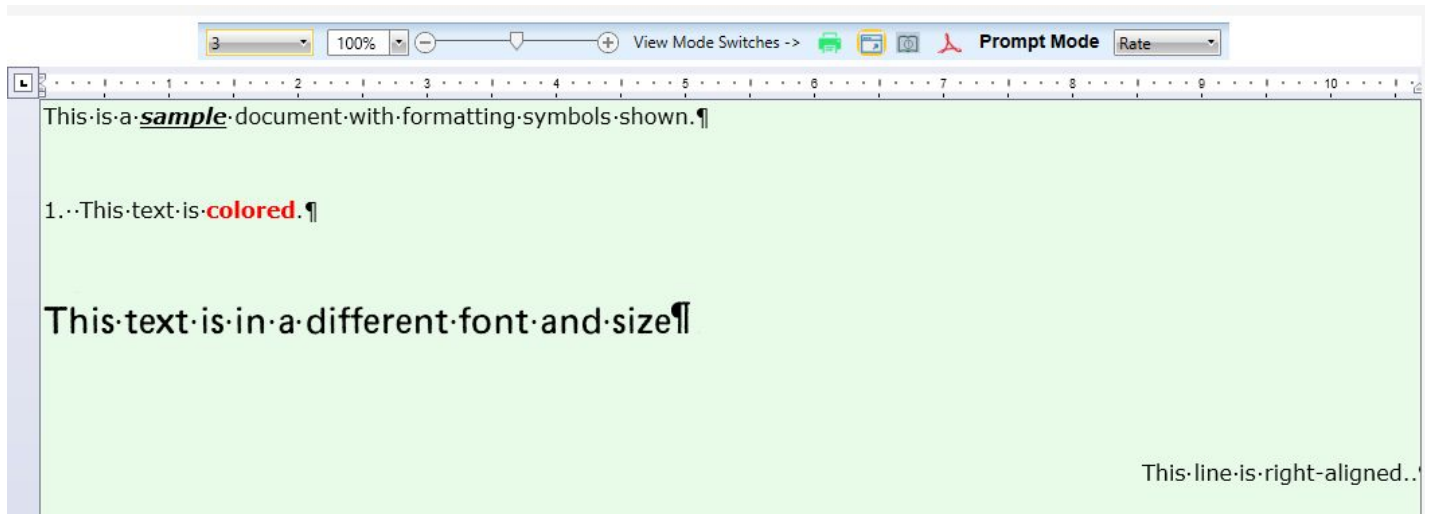 3 100% View Mode Switches -> Prompt Mode Rate
1 2 3 4 5 6 7 8 9 10
This·is·a·sample·document·with·formatting·symbols·shown.¶
1.··This·text·is·colored.¶
This·text·is·in·a·different·font·and·size¶
This·line·is·right-aligned..